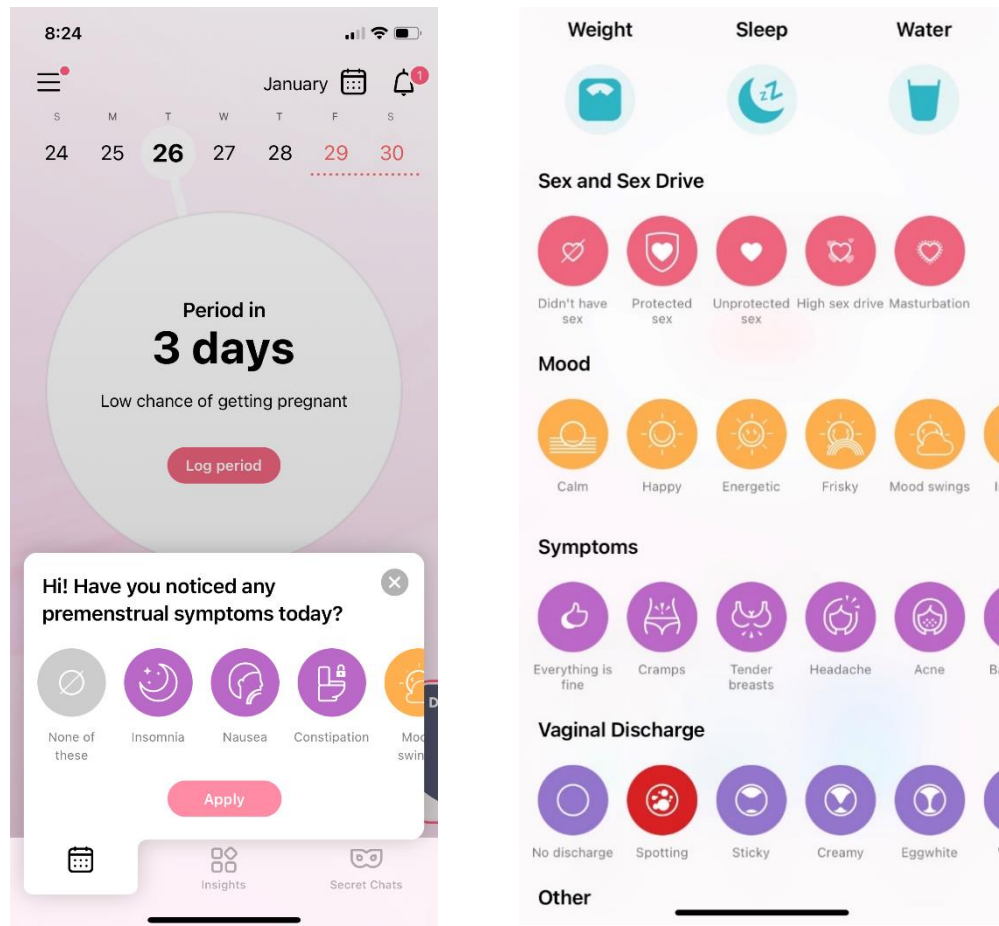 8:24
January
1
S M T W T F S
24 25 26 27 28 29 30
Period in
3 days
Low chance of getting pregnant
Log period
Hi! Have you noticed any
premenstrual symptoms today?
None of
these
Insomnia
Nausea
Constipation
Apply
Insights
Secret Chats
Weight Sleep Water
zZ
Sex and Sex Drive
Didn't have
sex
Protected
sex
Unprotected
sex
High sex drive
Masturbation
Mood
Calm
Happy
Energetic
Frisky
Mood swings
Symptoms
Everything is
fine
Cramps
Tender
breasts
Headache
Acne
Vaginal Discharge
No discharge
Spotting
Sticky
Creamy
Eggwhite
Other